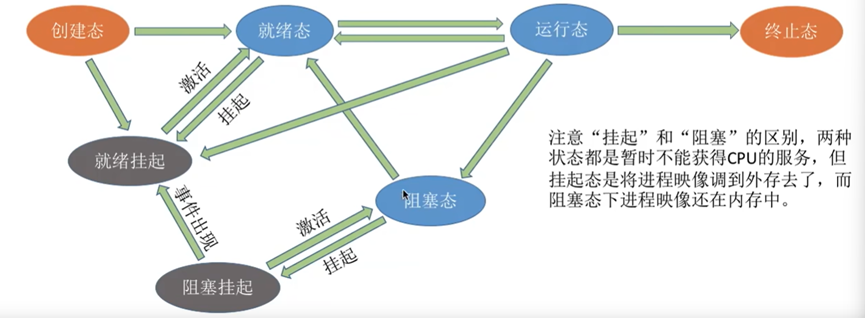 创建态
就绪态
运行态
终止态
激活
挂起
就绪挂起
事件出现
阻塞态
激活
挂起
阻塞挂起
注意“挂起”和“阻塞”的区别，两种
状态都是暂时不能获得CPU的服务，但
挂起态是将进程映像调到外存去了，而
阻塞态下进程映像还在内存中。